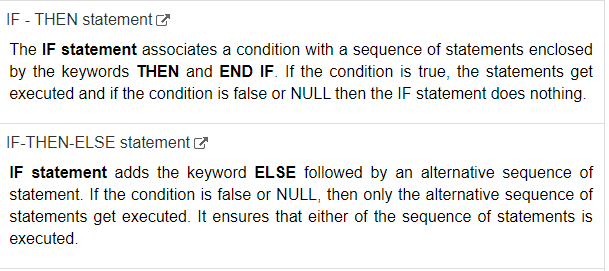 IF - THEN statement
The IF statement associates a condition with a sequence of statements enclosed
by the keywords THEN and END IF. If the condition is true, the statements get
executed and if the condition is false or NULL then the IF statement does nothing.
IF-THEN-ELSE statement
IF statement adds the keyword ELSE followed by an alternative sequence of
statement. If the condition is false or NULL, then only the alternative sequence of
statements get executed. It ensures that either of the sequence of statements is
executed.